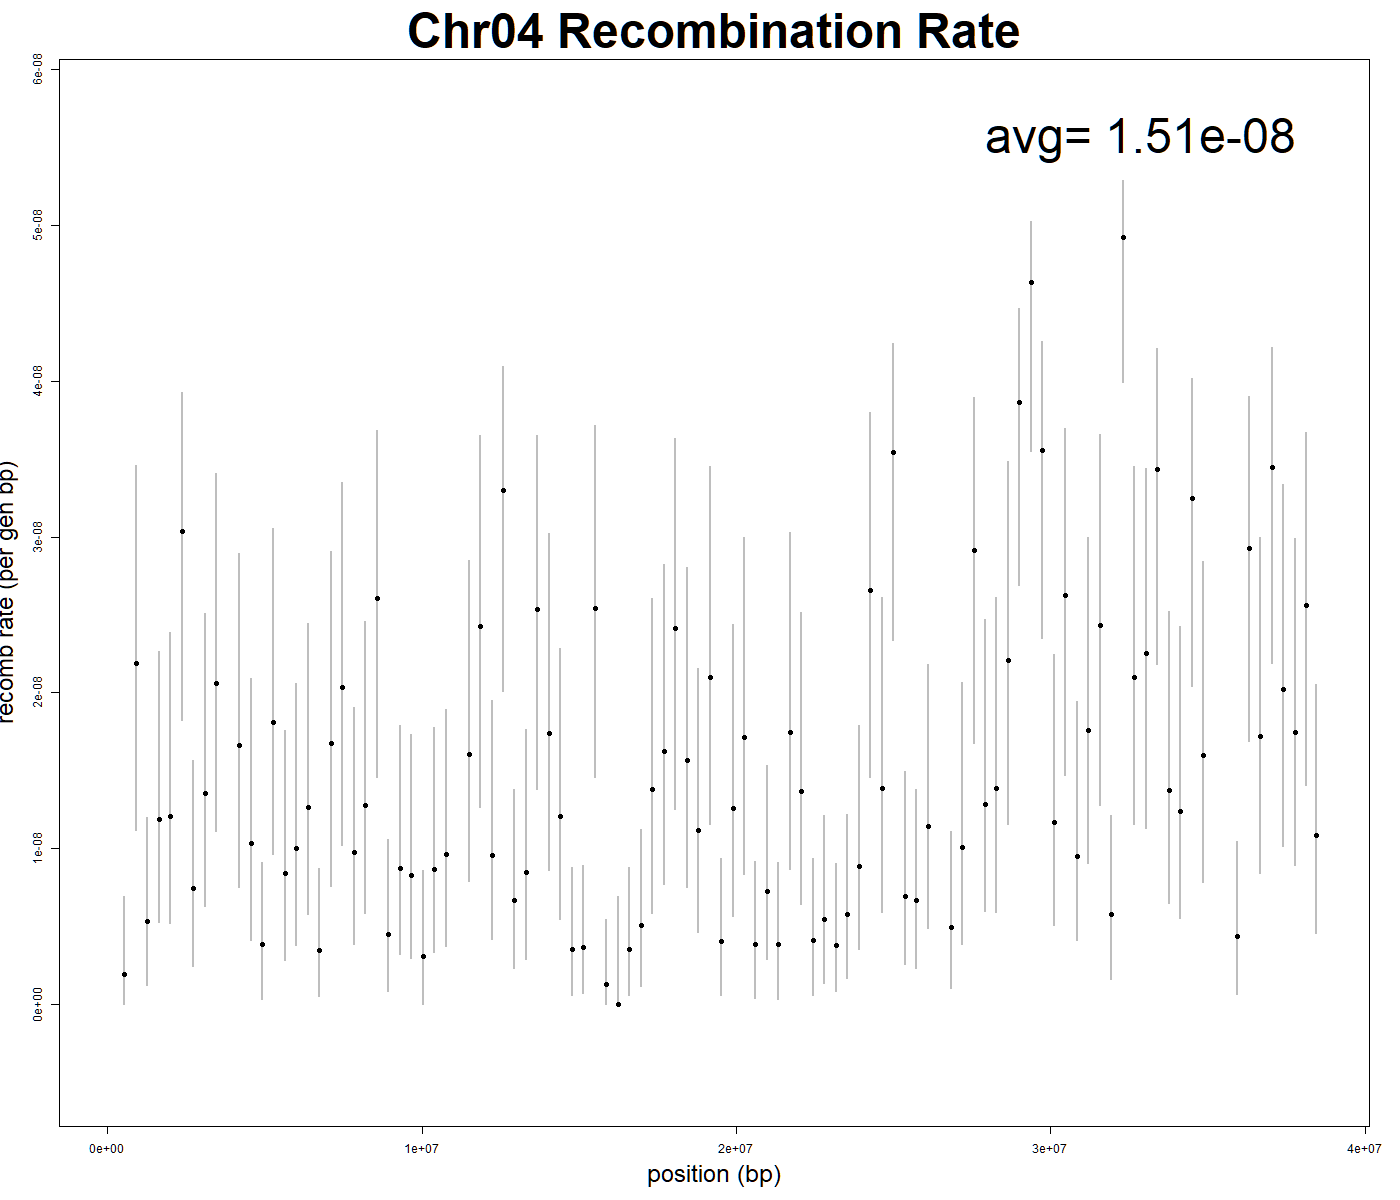 Chr04 Recombination Rate
avg= 1.51e-08
recomb rate (per gen bp)
6e-08
5e-08
4e-08
3e-08
2e-08
1e-08
0e+00
0e+00 1e+07 2e+07 3e+07 4e+07
position (bp)